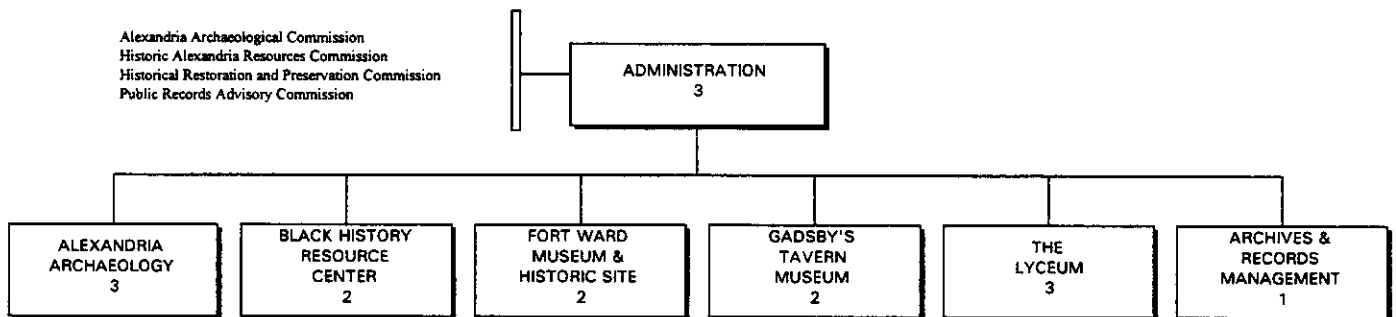 Alexandria Archaeological Commission
Historic Alexandria Resources Commission
Historical Restoration and Preservation Commission
Public Records Advisory Commission
ADMINISTRATION
3
ALEXANDRIA
ARCHAEOLOGY
3
BLACK HISTORY
RESOURCE
CENTER
2
FORT WARD
MUSEUM &
HISTORIC SITE
2
GADSBY'S
TAVERN
MUSEUM
2
THE
LYCEUM
3
ARCHIVES &
RECORDS
MANAGEMENT
1